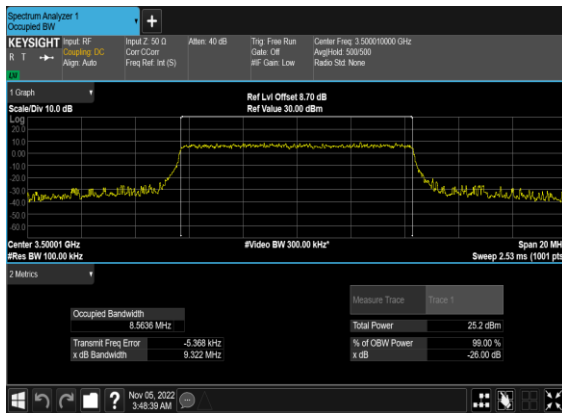 Spectrum Analyzer 1
Occupied BW
KEYSIGHT
R T
LXI
Input: RF
Coupling: DC
Align: Auto
Input Z: 50 Ω
Corr CCorr
Freq Ref: Int (S)
Atten: 40 dB
Trig: Free Run
Gate: Off
#IF Gain: Low
Center Freq: 3.500010000 GHz
Avg|Hold: 500/500
Radio Std: None
1 Graph
Scale/Div 10.0 dB
Ref Lvl Offset 8.70 dB
Ref Value 30.00 dBm
Log
20.0
10.0
0.00
-10.0
-20.0
-30.0
-40.0
-50.0
-60.0
Center 3.50001 GHz
#Res BW 100.00 kHz
#Video BW 300.00 kHz*
Span 20 MH
Sweep 2.53 ms (1001 pts
2 Metrics
Occupied Bandwidth
8.5636 MHz
Transmit Freq Error -5.368 kHz
x dB Bandwidth 9.322 MHz
Measure Trace Trace 1
Total Power 25.2 dBm
% of OBW Power 99.00 %
x dB -26.00 dB
?
Nov 05, 2022
3:48:39 AM